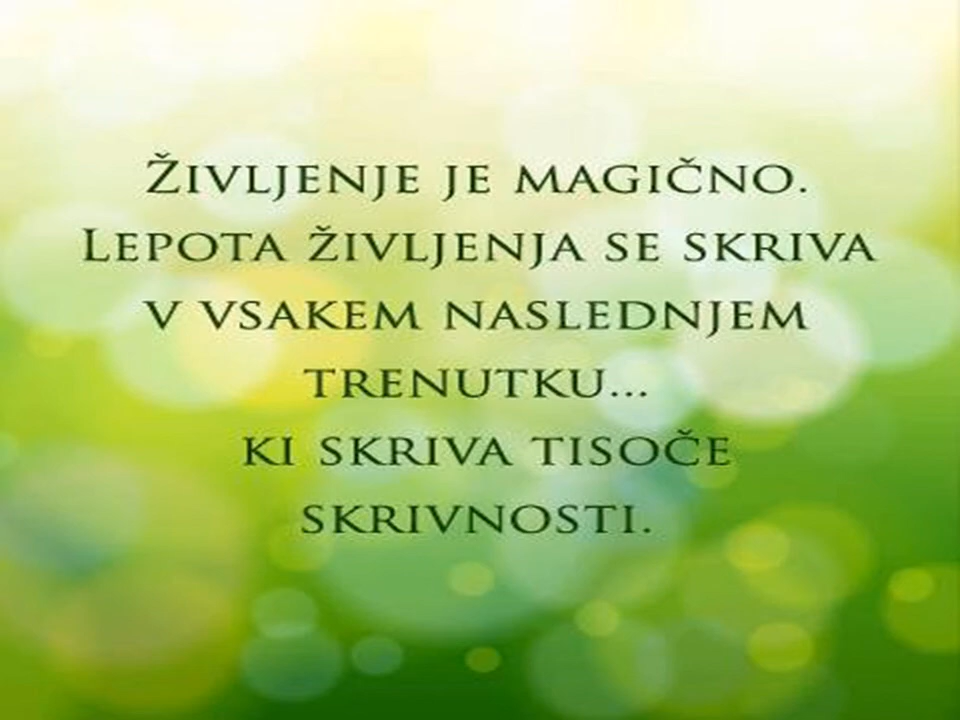 Življenje je magično.
Lepota življenja se skriva
v vsakem naslednjem
trenutku...
ki skriva tisoče
skrivnosti.